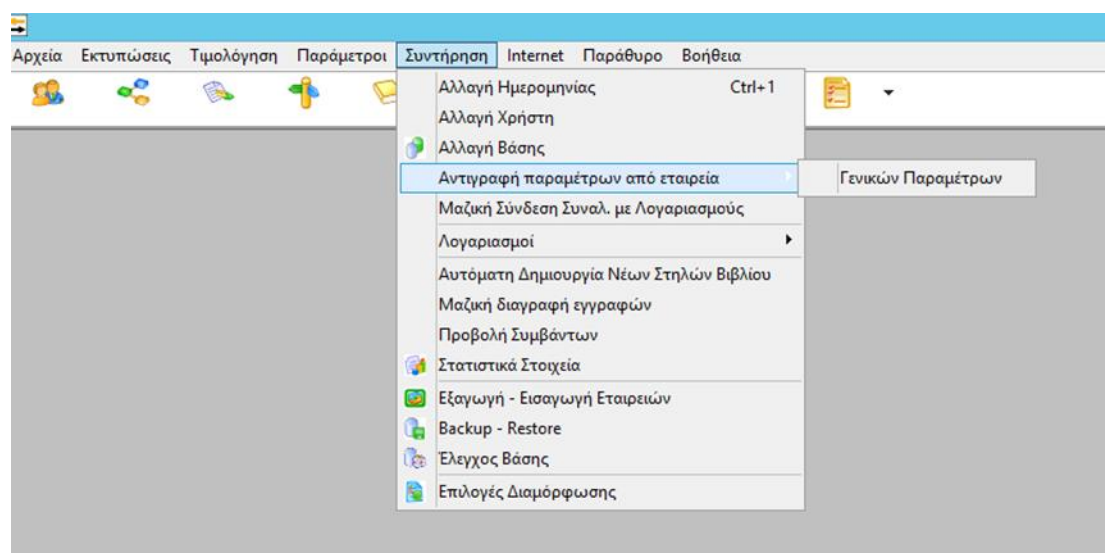 Αρχεία Εκτυπώσεις Τιμολόγηση Παράμετροι Συντήρηση Internet Παράθυρο Βοήθεια
Αλλαγή Ημερομηνίας Ctrl+1
Αλλαγή Χρήστη
Αλλαγή Βάσης
Αντιγραφή παραμέτρων από εταιρεία
Γενικών Παραμέτρων
Μαζική Σύνδεση Συναλ. με Λογαριασμούς
Λογαριασμοί
Αυτόματη Δημιουργία Νέων Στηλών Βιβλίου
Μαζική διαγραφή εγγραφών
Προβολή Συμβάντων
Στατιστικά Στοιχεία
Εξαγωγή - Εισαγωγή Εταιρειών
Backup - Restore
Έλεγχος Βάσης
Επιλογές Διαμόρφωσης